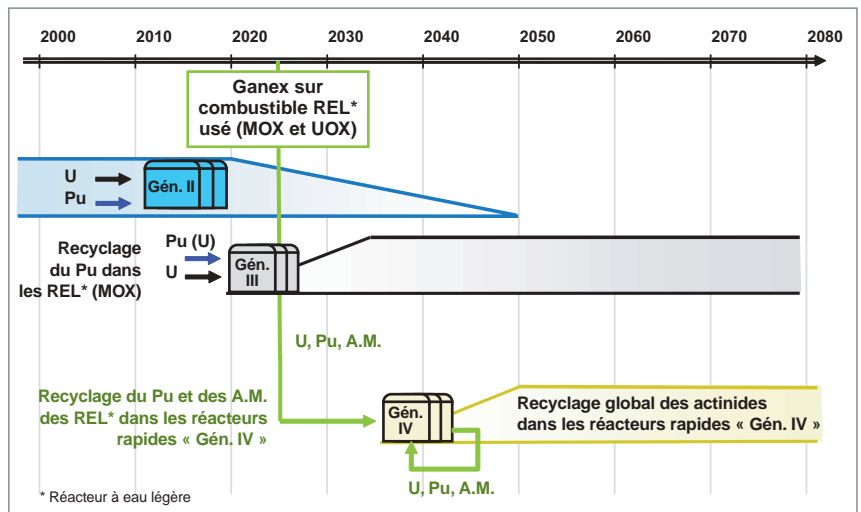 2000 2010 2020 2030 2040 2050 2060 2070 2080
Ganex sur
combustible REL*
usé (MOX et UOX)
U
Pu
Gén. II
Recyclage
du Pu dans
les REL* (MOX)
Pu (U)
U
Gén.
III
U, Pu, A.M.
Recyclage du Pu et des A.M.
des REL* dans les réacteurs
rapides « Gén. IV »
Gén.
IV
Recyclage global des actinides
dans les réacteurs rapides « Gén. IV »
U, Pu, A.M.
* Réacteur à eau légère